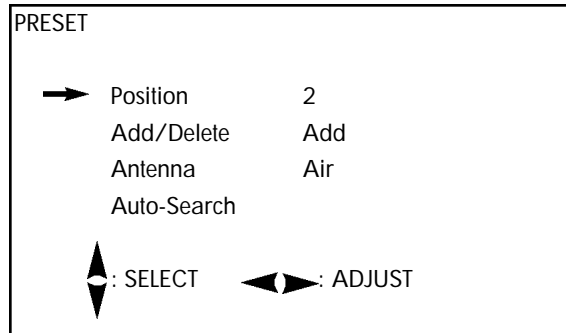 PRESET
Position 2
Add/Delete Add
Antenna Air
Auto-Search
: SELECT : ADJUST